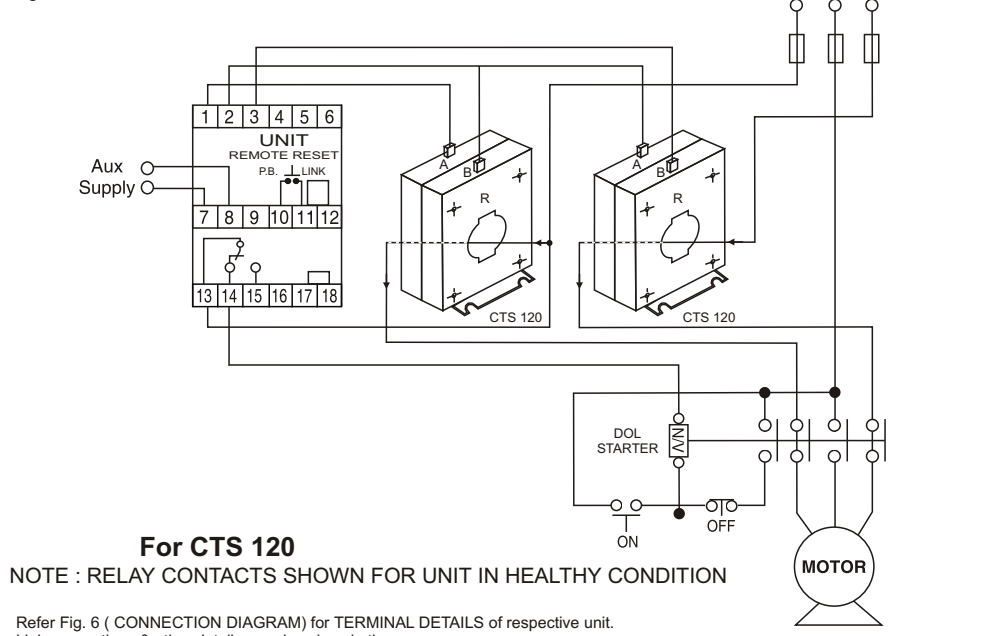 1 2 3 4 5 6
UNIT
REMOTE RESET
P.B. LINK
Aux
Supply
7 8 9 10 11 12
13 14 15 16 17 18
A
B
R
CTS 120
A
B
R
CTS 120
DOL
STARTER
N/V
ON
OFF
MOTOR
For CTS 120
NOTE : RELAY CONTACTS SHOWN FOR UNIT IN HEALTHY CONDITION
Refer Fig. 6 ( CONNECTION DIAGRAM) for TERMINAL DETAILS of respective unit.